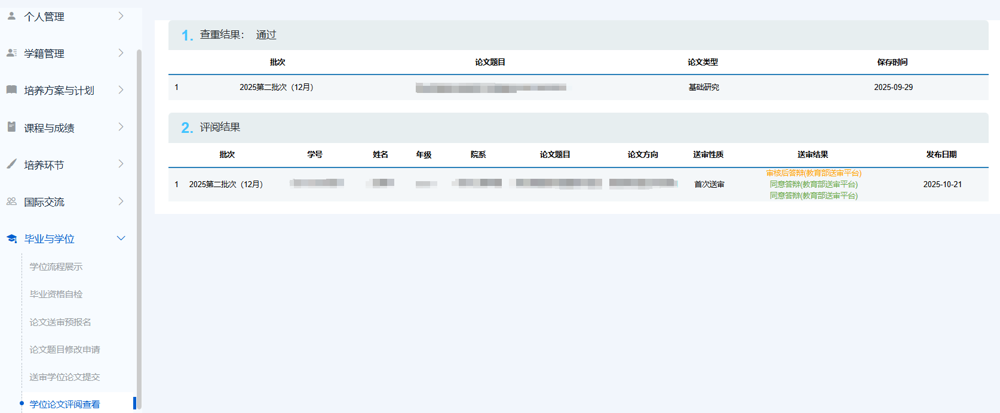 个人管理
学籍管理
培养方案与计划
课程与成绩
培养环节
国际交流
毕业与学位
学位流程展示
毕业资格自检
论文送审预报名
论文题目修改申请
送审学位论文提交
学位论文评阅查看
1. 查重结果： 通过
批次 论文题目 论文类型 保存时间
1 2025第二批次（12月） 基础研究 2025-09-29
2. 评阅结果
批次 学号 姓名 年级 院系 论文题目 论文方向 送审性质 送审结果 发布日期
1 2025第二批次（12月） 首次送审 审核后答辩(教育部送审平台) 2025-10-21
同意答辩(教育部送审平台)
同意答辩(教育部送审平台)